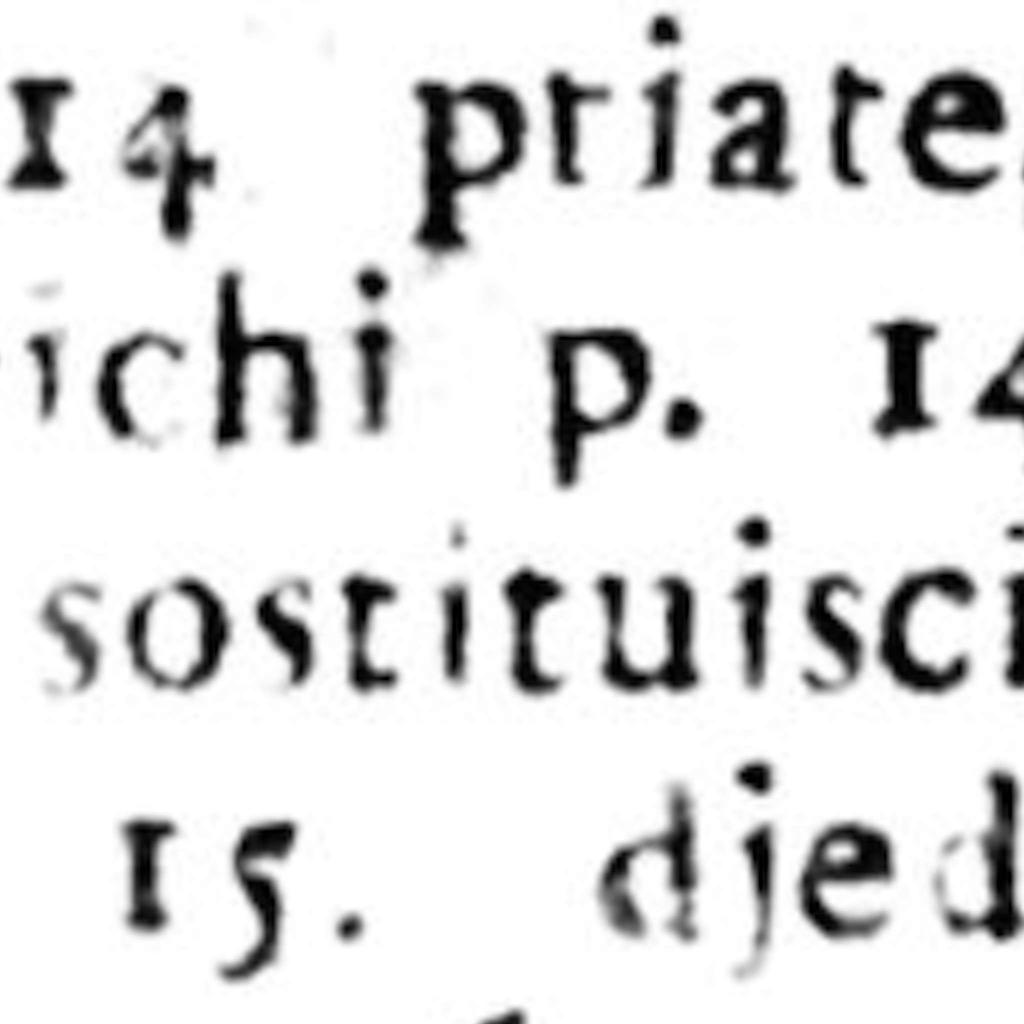 14 priate
ichi p. 14
sostituisci
15. djed